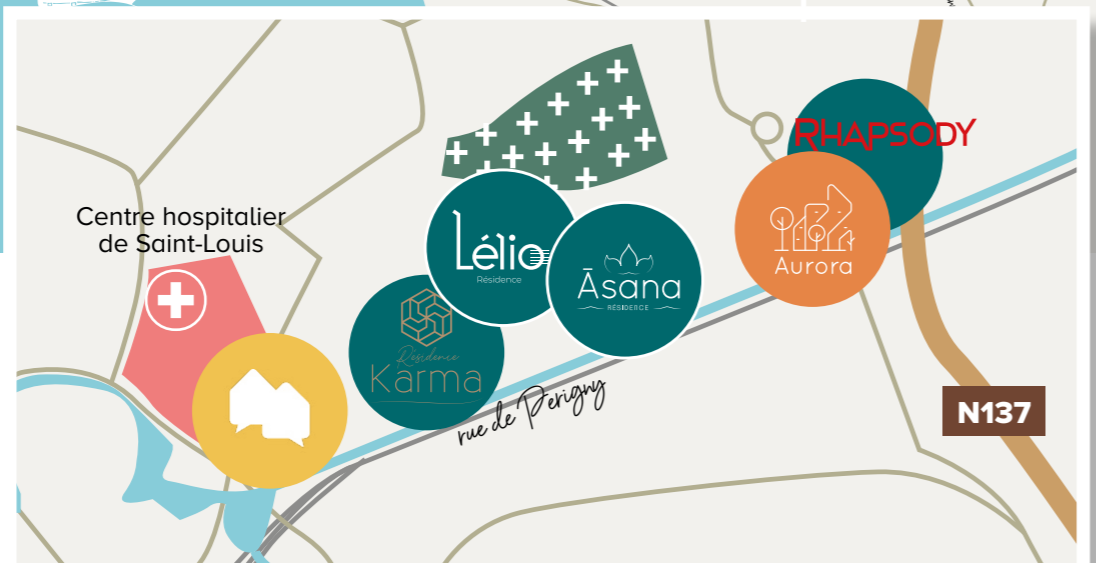 RHAPSODY
Centre hospitalier
de Saint-Louis
Lélio
Résidence
Āsana
RÉSIDENCE
Aurora
Résidence
Karma
rue de Perigny
N137